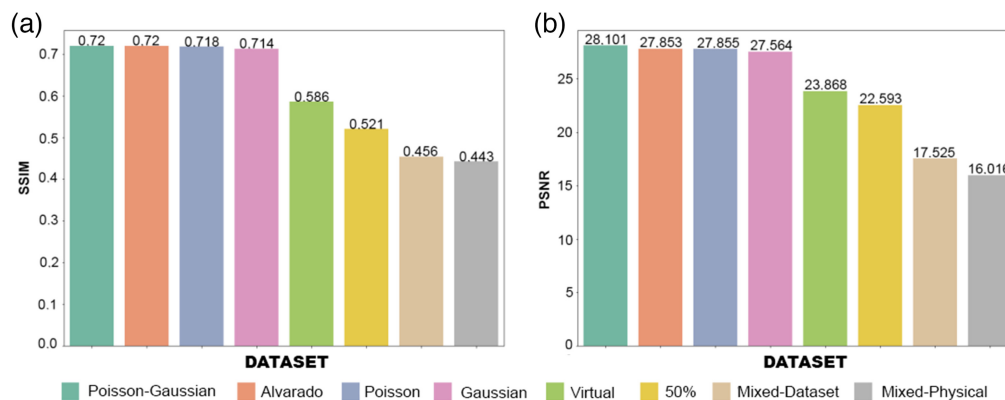 (a)
0.72 0.72 0.718 0.714 0.586 0.521 0.456 0.443
0.7
0.6
0.5
0.4
0.3
0.2
0.1
0.0
SSIM
DATASET
(b)
28.101 27.853 27.855 27.564 23.868 22.593 17.525 16.016
25
20
15
10
5
0
PSNR
DATASET
Poisson-Gaussian Alvarado Poisson Gaussian Virtual 50% Mixed-Dataset Mixed-Physical